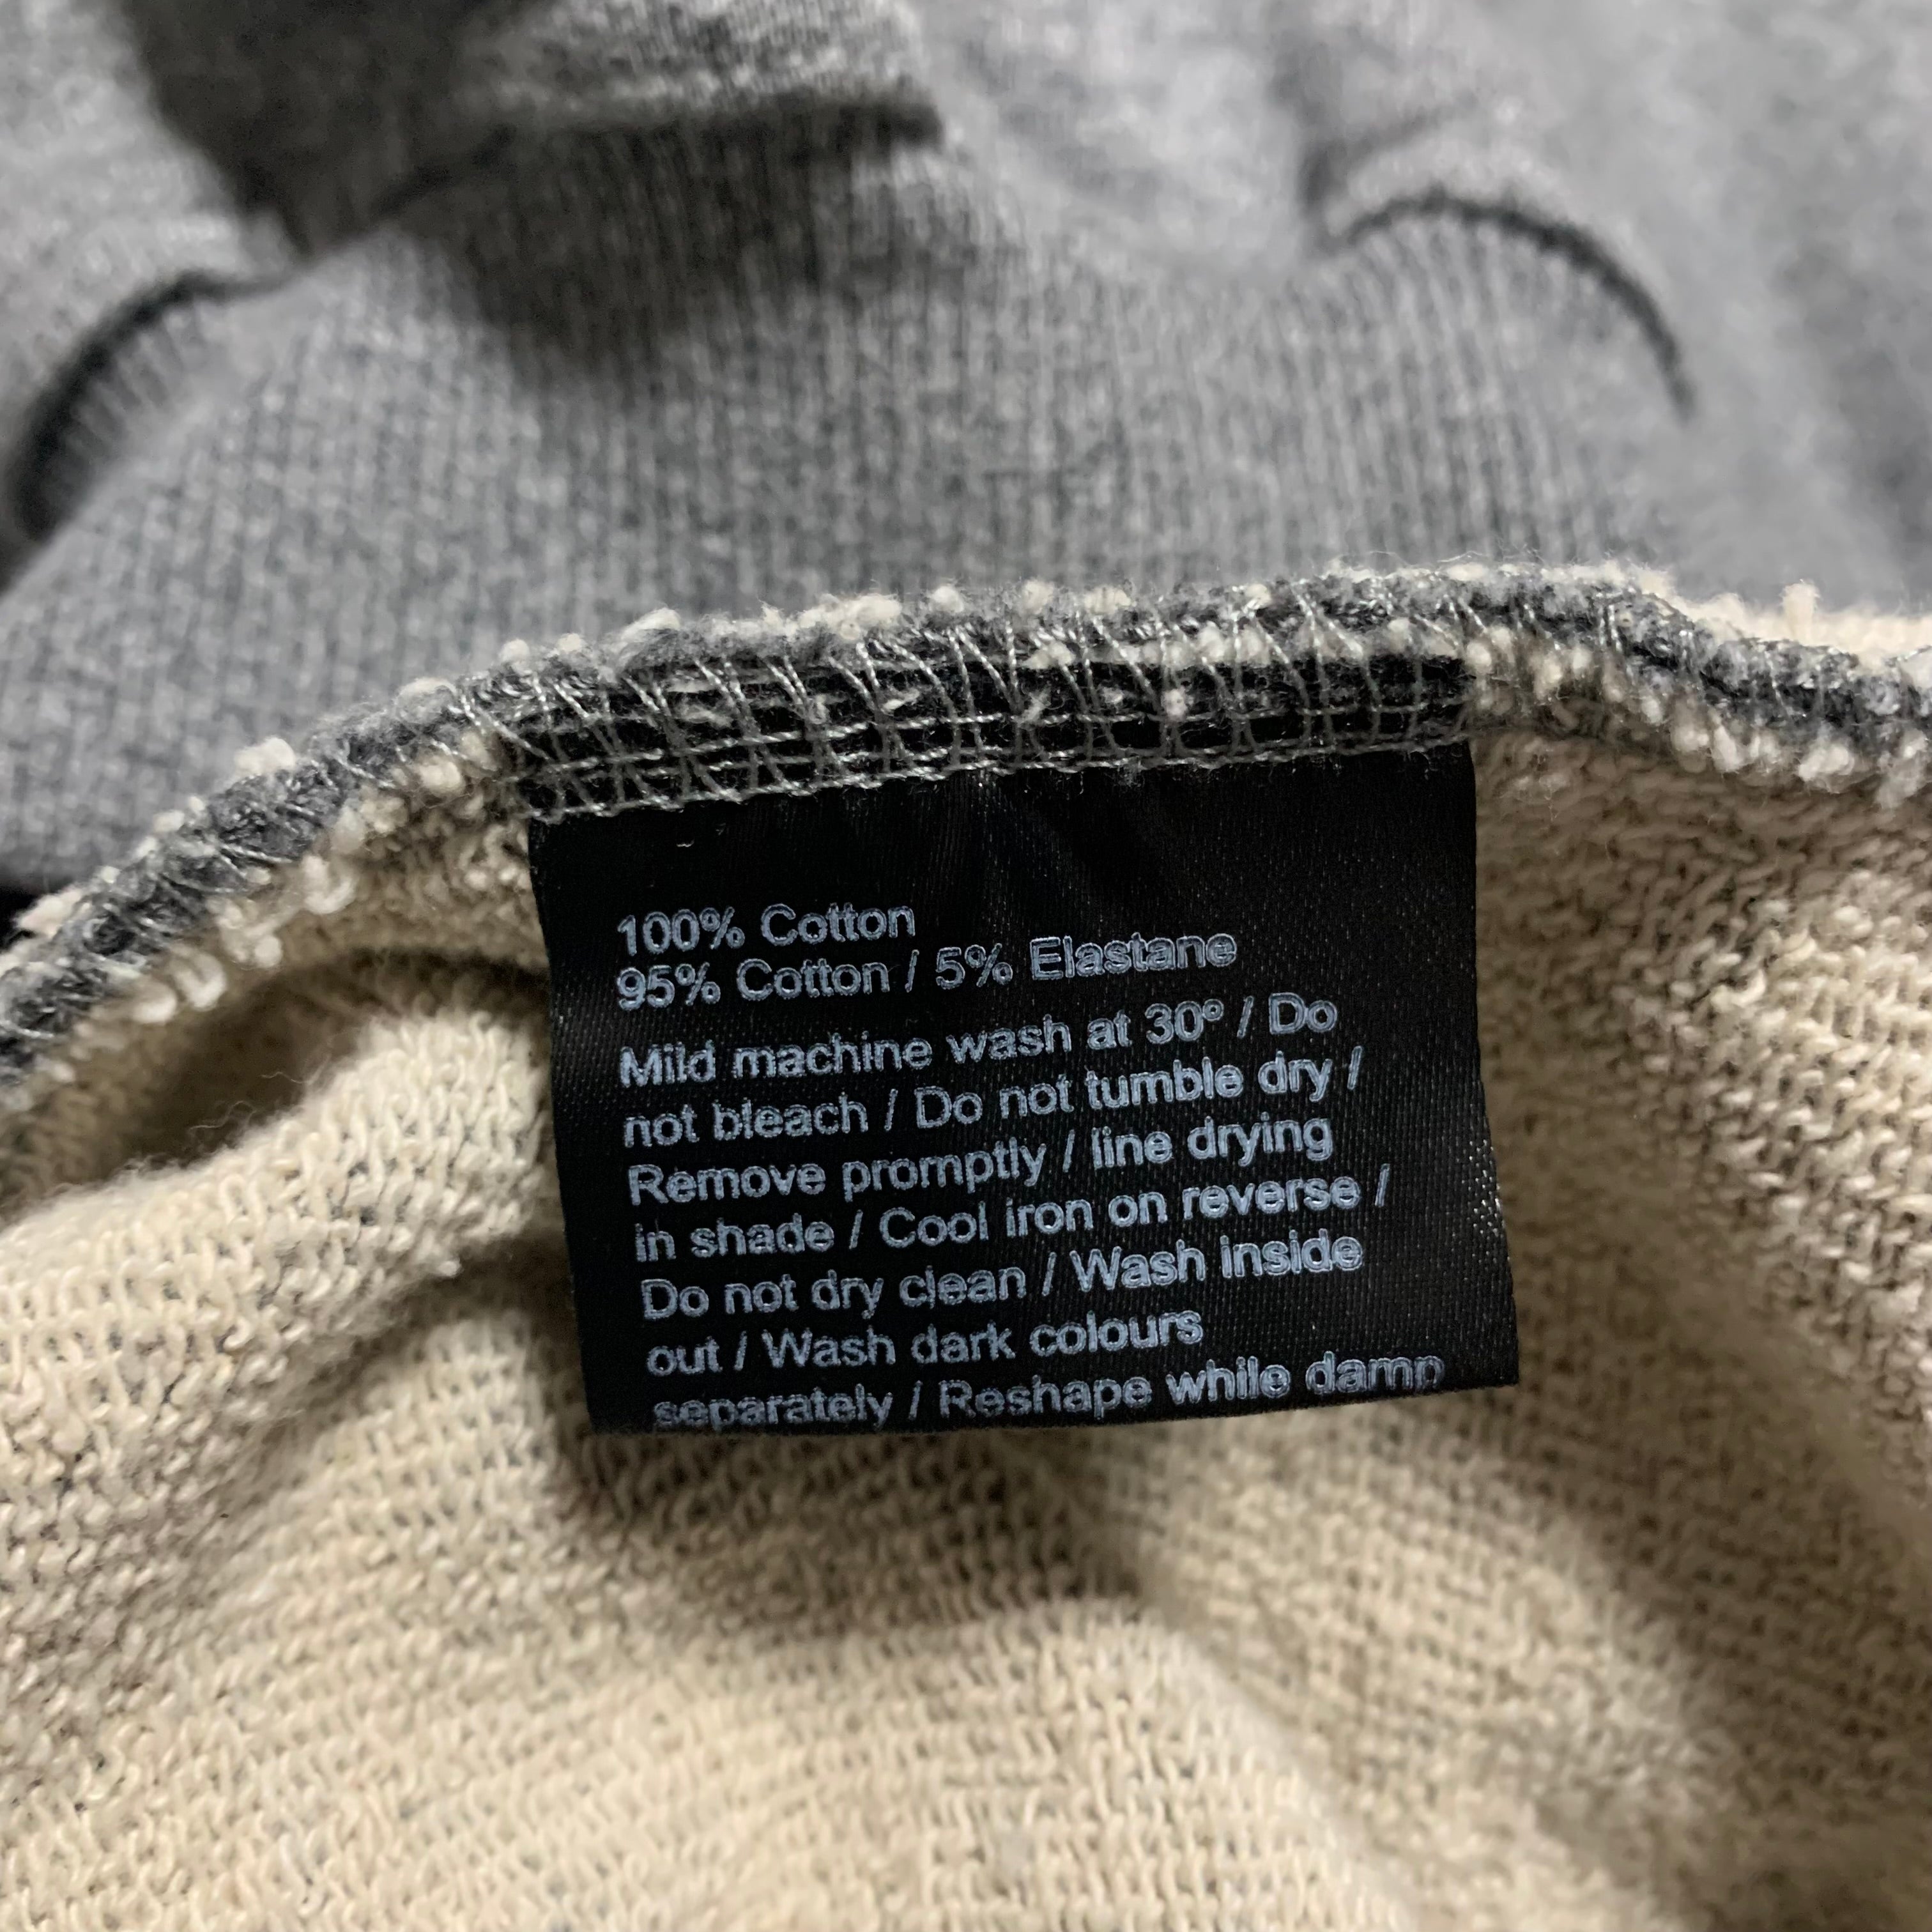 100% Cotton
95% Cotton / 5% Elastane
Mild machine wash at 30º / Do
not bleach / Do not tumble dry /
Remove promptly / line drying
in shade / Cool iron on reverse /
Do not dry clean / Wash inside
out / Wash dark colours
separately / Reshape while damp